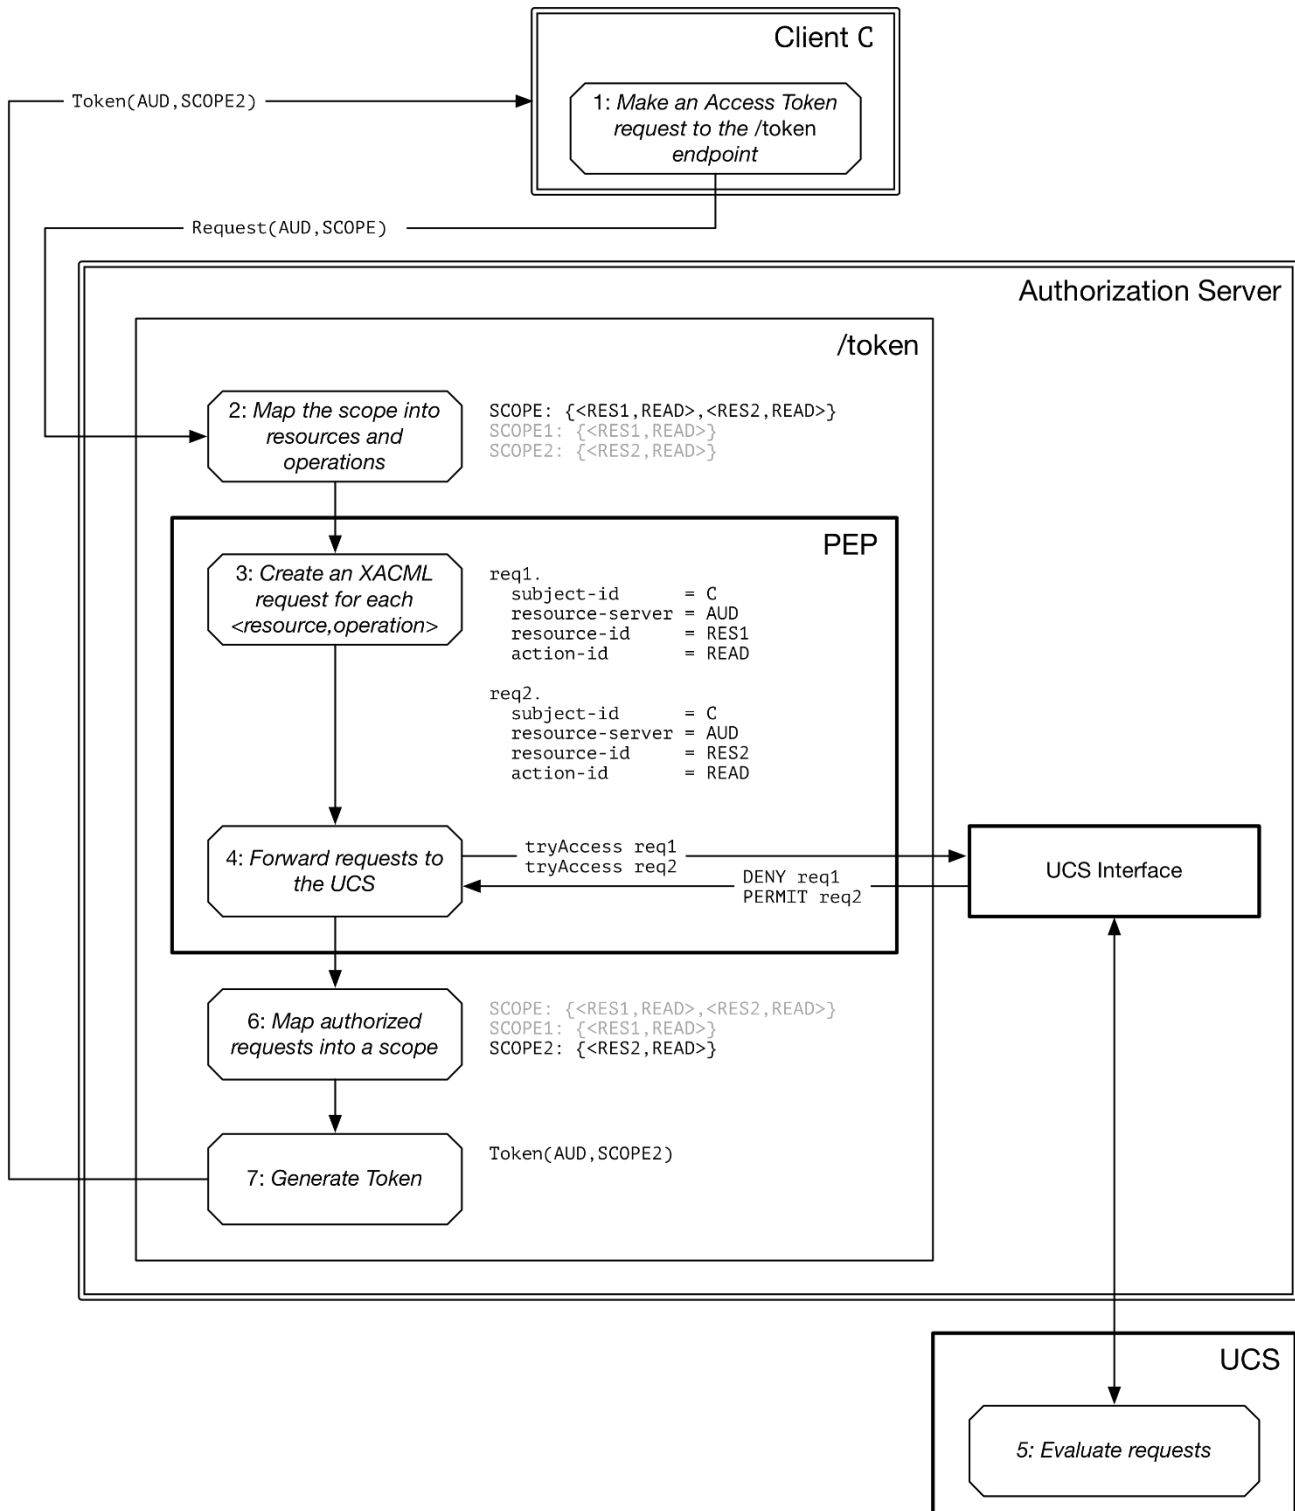 Client C
1: Make an Access Token
request to the /token
endpoint
Token(AUD,SCOPE2)
Request(AUD,SCOPE)
Authorization Server
/token
2: Map the scope into
resources and
operations
SCOPE: {<RES1,READ>,<RES2,READ>}
SCOPE1: {<RES1,READ>}
SCOPE2: {<RES2,READ>}
PEP
3: Create an XACML
request for each
<resource,operation>
req1.
subject-id = C
resource-server = AUD
resource-id = RES1
action-id = READ
req2.
subject-id = C
resource-server = AUD
resource-id = RES2
action-id = READ
4: Forward requests to
the UCS
tryAccess req1
tryAccess req2
DENY req1
PERMIT req2
UCS Interface
6: Map authorized
requests into a scope
SCOPE: {<RES1,READ>,<RES2,READ>}
SCOPE1: {<RES1,READ>}
SCOPE2: {<RES2,READ>}
7: Generate Token
Token(AUD,SCOPE2)
UCS
5: Evaluate requests